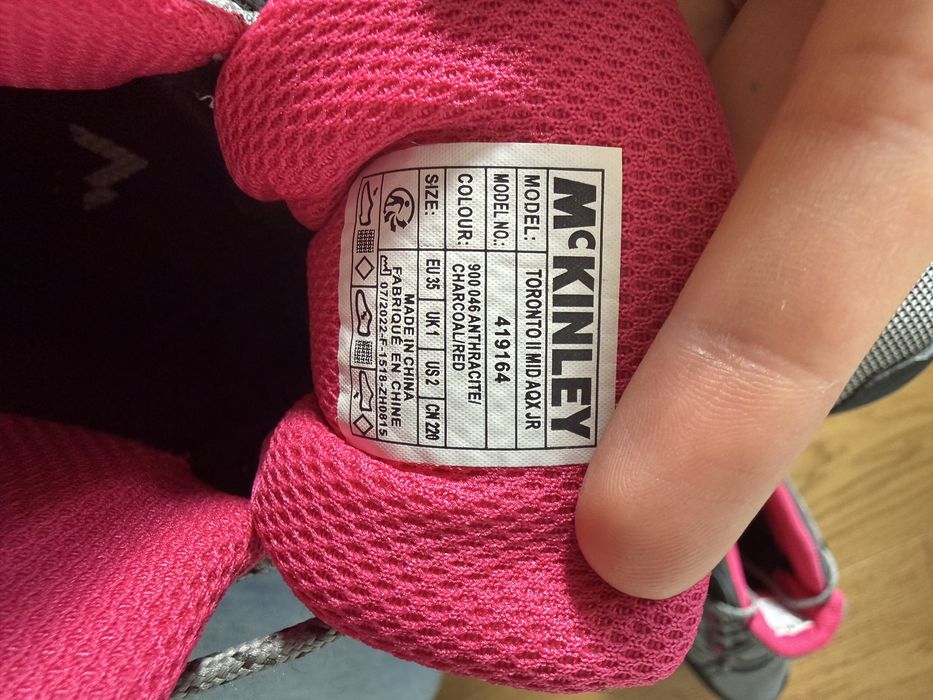 McKINLEY
MODEL: TORONTO II MID AQX JR
MODEL NO.: 419164
COLOUR: 900 046 ANTHRACITE/
CHARCOAL/RED
SIZE: EU 35 UK 1 US 2 CN 220
MADE IN CHINA
FABRIQUÉ EN CHINE
07/2022-F-1518-ZH0815